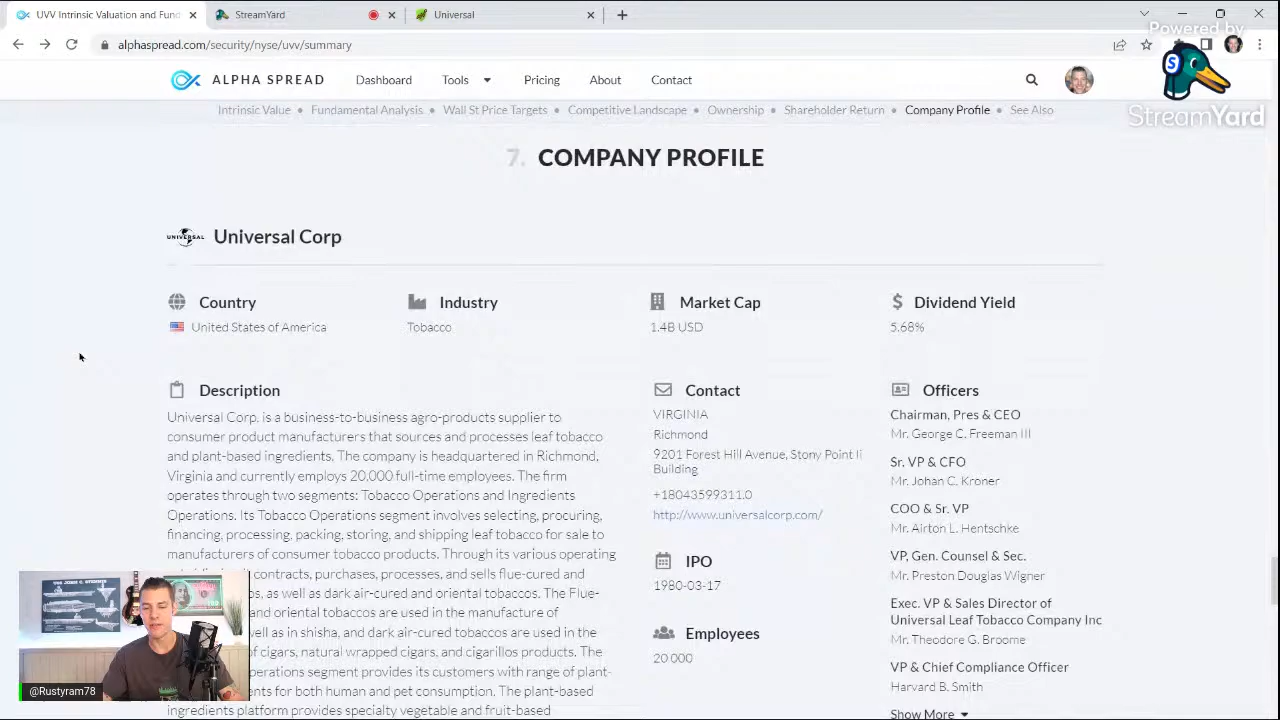 UVV Intrinsic Valuation and Fund
StreamYard
Universal
alphaspread.com/security/nyse/uvv/summary
Powered by
StreamYard
ALPHA SPREAD
Dashboard
Tools
Pricing
About
Contact
Intrinsic Value • Fundamental Analysis • Wall St Price Targets • Competitive Landscape • Ownership • Shareholder Return • Company Profile • See Also
7. COMPANY PROFILE
UNIVERSAL
Universal Corp
Country
United States of America
Industry
Tobacco
Market Cap
1.4B USD
Dividend Yield
5.68%
Description
Universal Corp. is a business-to-business agro-products supplier to
consumer product manufacturers that sources and processes leaf tobacco
and plant-based ingredients. The company is headquartered in Richmond,
Virginia and currently employs 20,000 full-time employees. The firm
operates through two segments: Tobacco Operations and Ingredients
Operations. Its Tobacco Operations segment involves selecting, procuring,
financing, processing, packing, storing, and shipping leaf tobacco for sale to
manufacturers of consumer tobacco products. Through its various operating
contracts, purchases, processes, and sells flue-cured and
as well as dark air-cured and oriental tobaccos. The Flue-
and oriental tobaccos are used in the manufacture of
well as in shisha, and dark air-cured tobaccos are used in the
of cigars, natural wrapped cigars, and cigarillos products. The
operations segment provides its customers with range of plant-
for both human and pet consumption. The plant-based
ingredients platform provides specialty vegetable and fruit-based
Contact
VIRGINIA
Richmond
9201 Forest Hill Avenue, Stony Point Ii
Building
+18043599311.0
http://www.universalcorp.com/
IPO
1980-03-17
Employees
20 000
Officers
Chairman, Pres & CEO
Mr. George C. Freeman III
Sr. VP & CFO
Mr. Johan C. Kroner
COO & Sr. VP
Mr. Airton L. Hentschke
VP, Gen. Counsel & Sec.
Mr. Preston Douglas Wigner
Exec. VP & Sales Director of
Universal Leaf Tobacco Company Inc
Mr. Theodore G. Broome
VP & Chief Compliance Officer
Harvard B. Smith
Show More
@Rustyram78